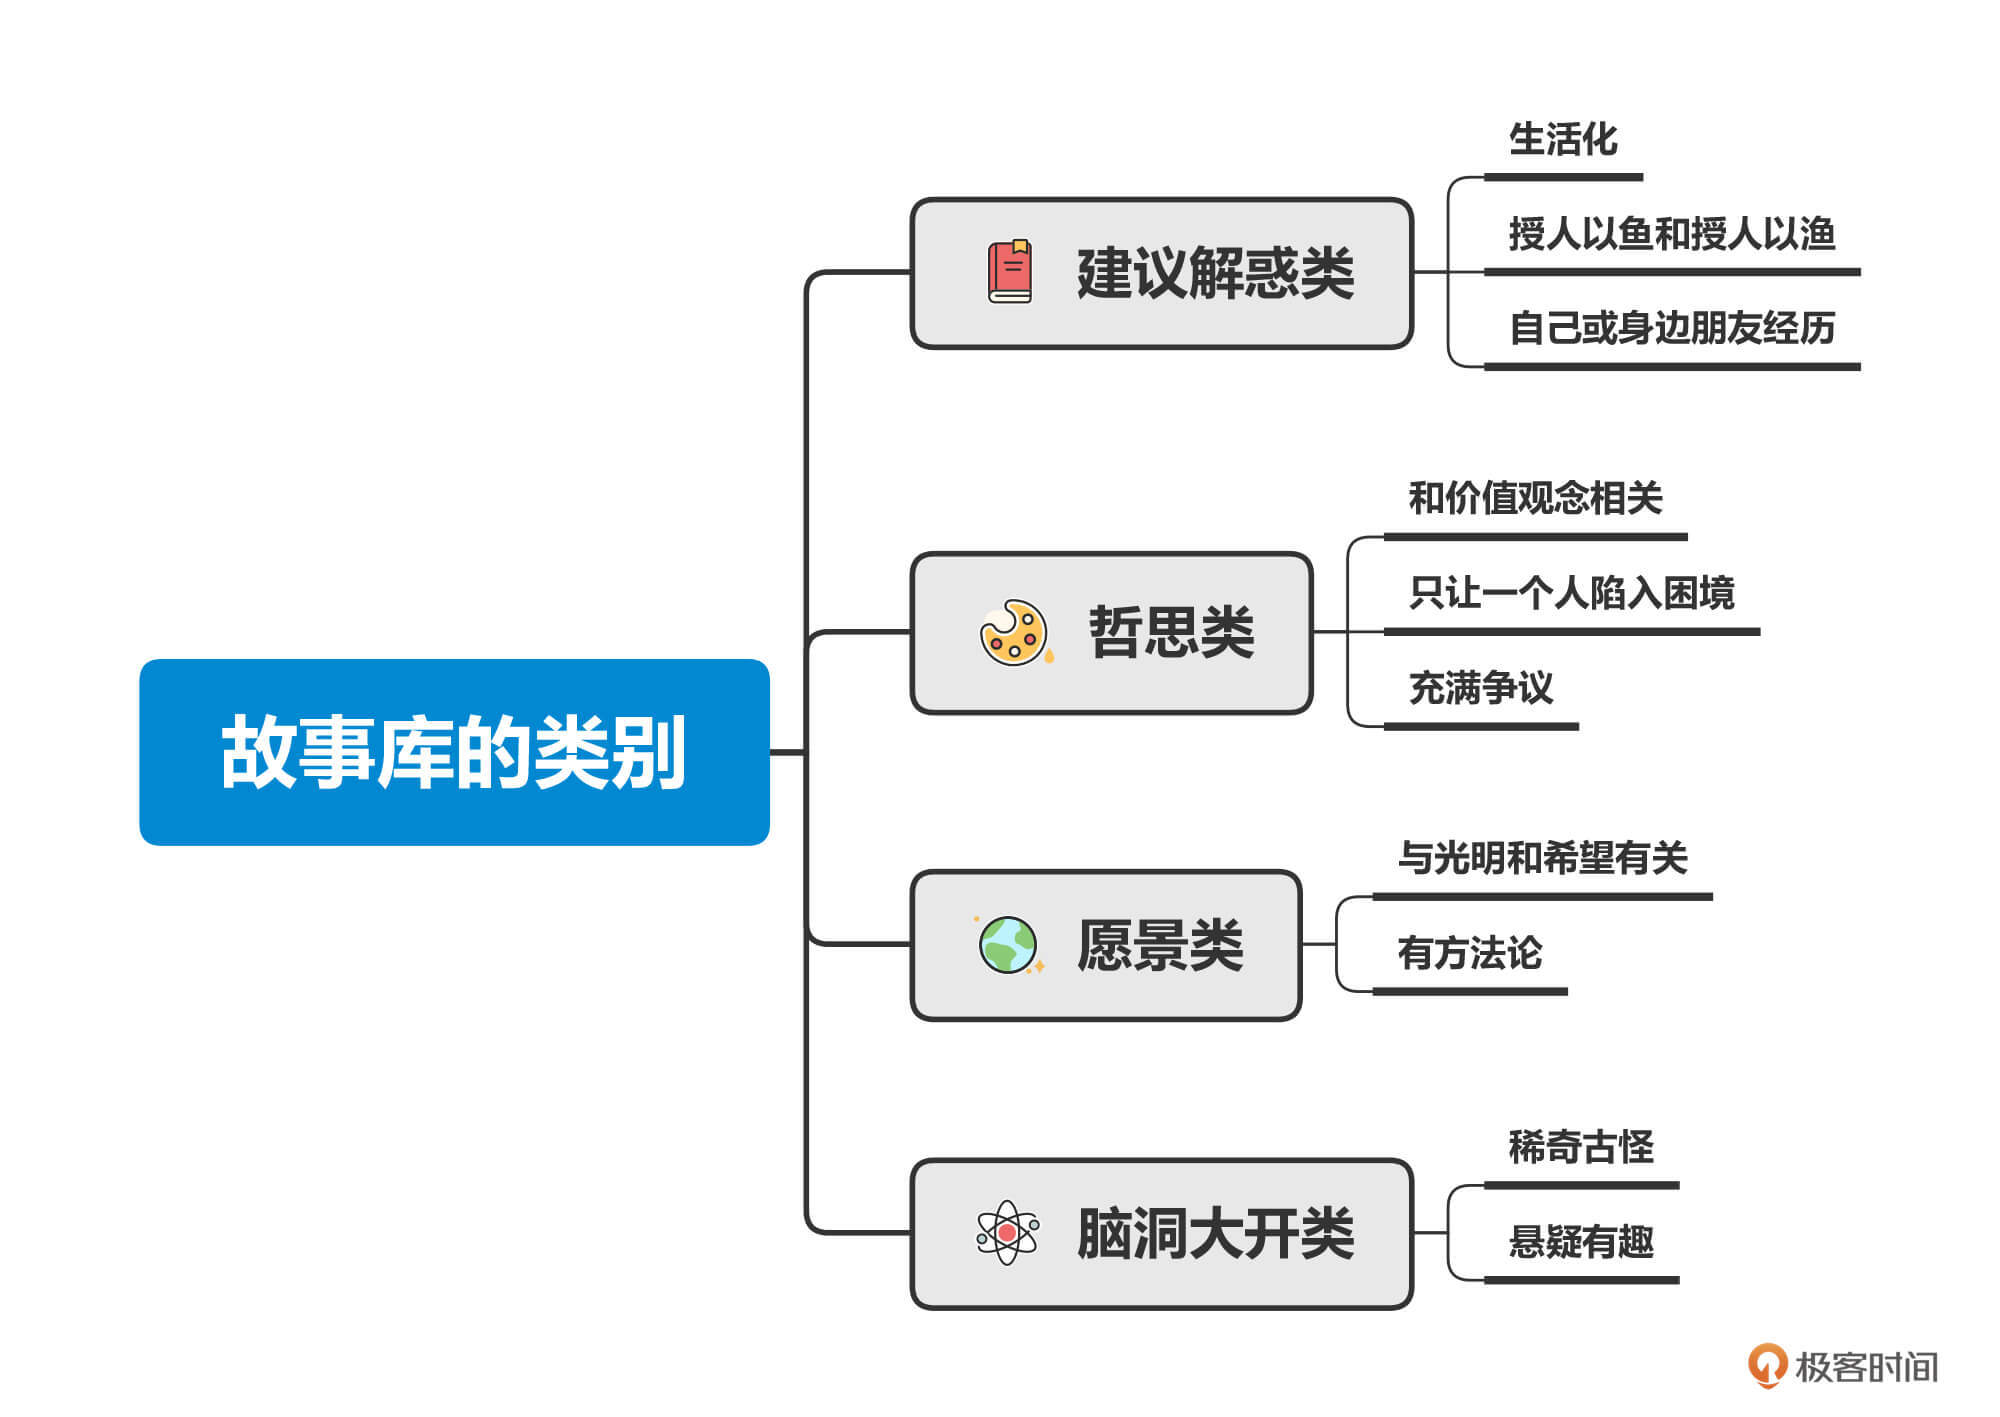 故事库的类别
建议解惑类
生活化
授人以鱼和授人以渔
自己或身边朋友经历
哲思类
和价值观念相关
只让一个人陷入困境
充满争议
愿景类
与光明和希望有关
有方法论
脑洞大开类
稀奇古怪
悬疑有趣
极客时间